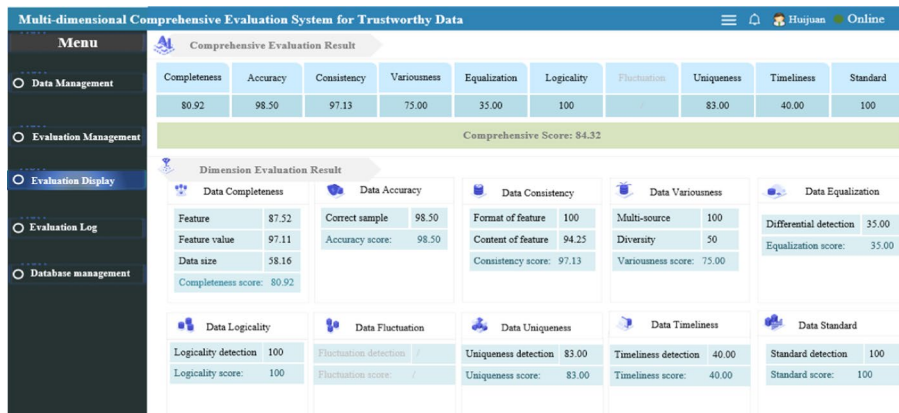 Multi-dimensional Comprehensive Evaluation System for Trustworthy Data Huijuan Online
Menu
Data Management
Evaluation Management
Evaluation Display
Evaluation Log
Database management
Comprehensive Evaluation Result
Completeness Accuracy Consistency Variousness Equalization Logicality Fluctuation Uniqueness Timeliness Standard
80.92 98.50 97.13 75.00 35.00 100 / 83.00 40.00 100
Comprehensive Score: 84.32
Dimension Evaluation Result
Data Completeness
Feature 87.52
Feature value 97.11
Data size 58.16
Completeness score: 80.92
Data Accuracy
Correct sample 98.50
Accuracy score: 98.50
Data Consistency
Format of feature 100
Content of feature 94.25
Consistency score: 97.13
Data Variousness
Multi-source 100
Diversity 50
Variousness score: 75.00
Data Equalization
Differential detection 35.00
Equalization score: 35.00
Data Logicality
Logicality detection 100
Logicality score: 100
Data Fluctuation
Fluctuation detection /
Fluctuation score: /
Data Uniqueness
Uniqueness detection 83.00
Uniqueness score: 83.00
Data Timeliness
Timeliness detection 40.00
Timeliness score: 40.00
Data Standard
Standard detection 100
Standard score: 100